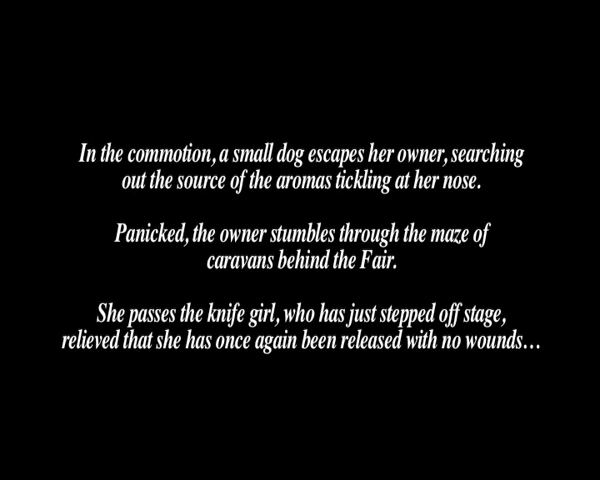 In the commotion, a small dog escapes her owner, searching
out the source of the aromas tickling at her nose.
Panicked, the owner stumbles through the maze of
caravans behind the Fair.
She passes the knife girl, who has just stepped off stage,
relieved that she has once again been released with no wounds...